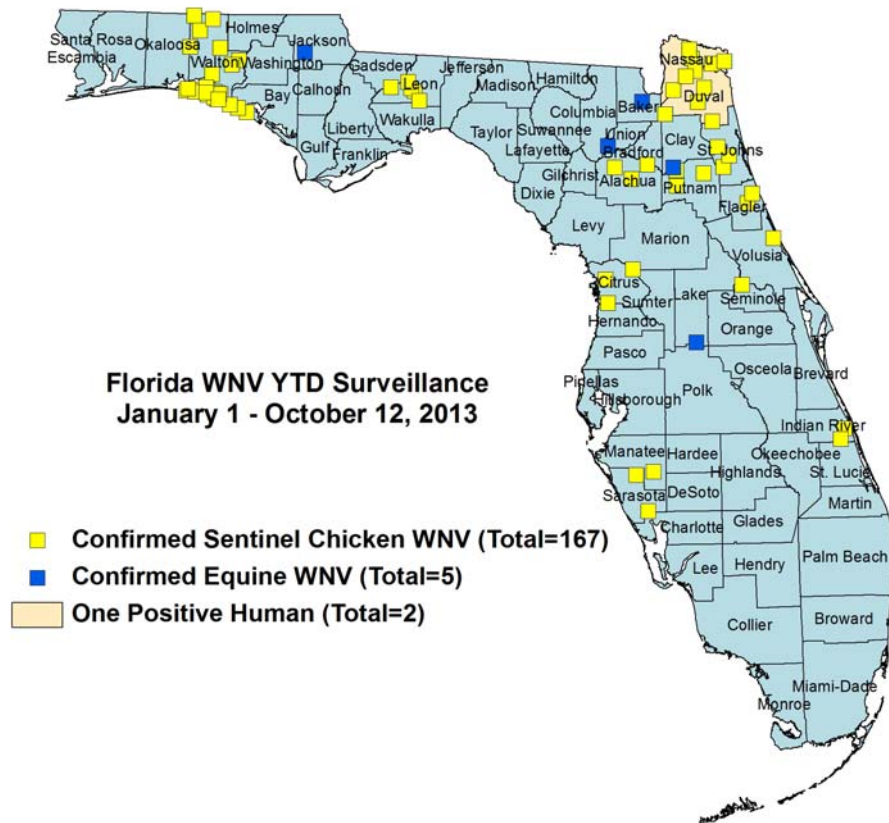 Holmes
Santa Rosa
Okaloosa
Jackson
Escambia
Walton
Washington
Gadsden
Jefferson
Leon
Hamilton
Nassau
Madison
Calhoun
Bay
Columbia
Baker
Duval
Liberty
Wakulla
Taylor
Suwannee
Union
Clay
Gulf
Franklin
Lafayette
Bradford
St. Johns
Gilchrist
Alachua
Dixie
Putnam
Flagler
Levy
Marion
Volusia
Citrus
Lake
Sumter
Seminole
Hernando
Orange
Pasco
Osceola
Brevard
Florida WNV YTD Surveillance
January 1 - October 12, 2013
Pinellas
Hillsborough
Polk
Indian River
Manatee
Hardee
Okeechobee
Highlands
St. Lucie
Sarasota
DeSoto
Martin
Charlotte
Glades
Confirmed Sentinel Chicken WNV (Total=167)
Lee
Hendry
Palm Beach
Confirmed Equine WNV (Total=5)
One Positive Human (Total=2)
Collier
Broward
Miami-Dade
Monroe